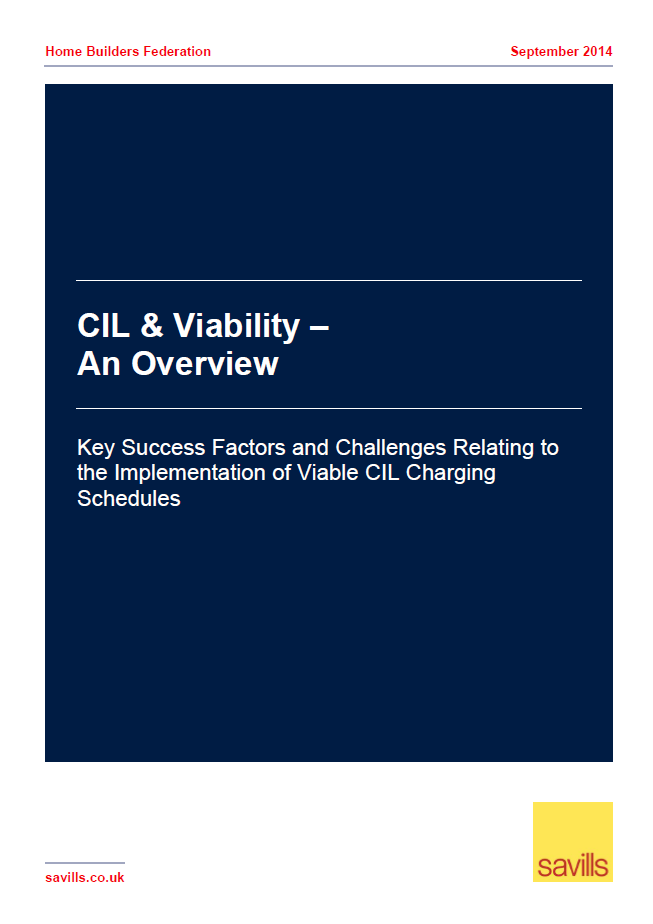 Home Builders Federation
September 2014
CIL & Viability –
An Overview
Key Success Factors and Challenges Relating to
the Implementation of Viable CIL Charging
Schedules
savills
savills.co.uk